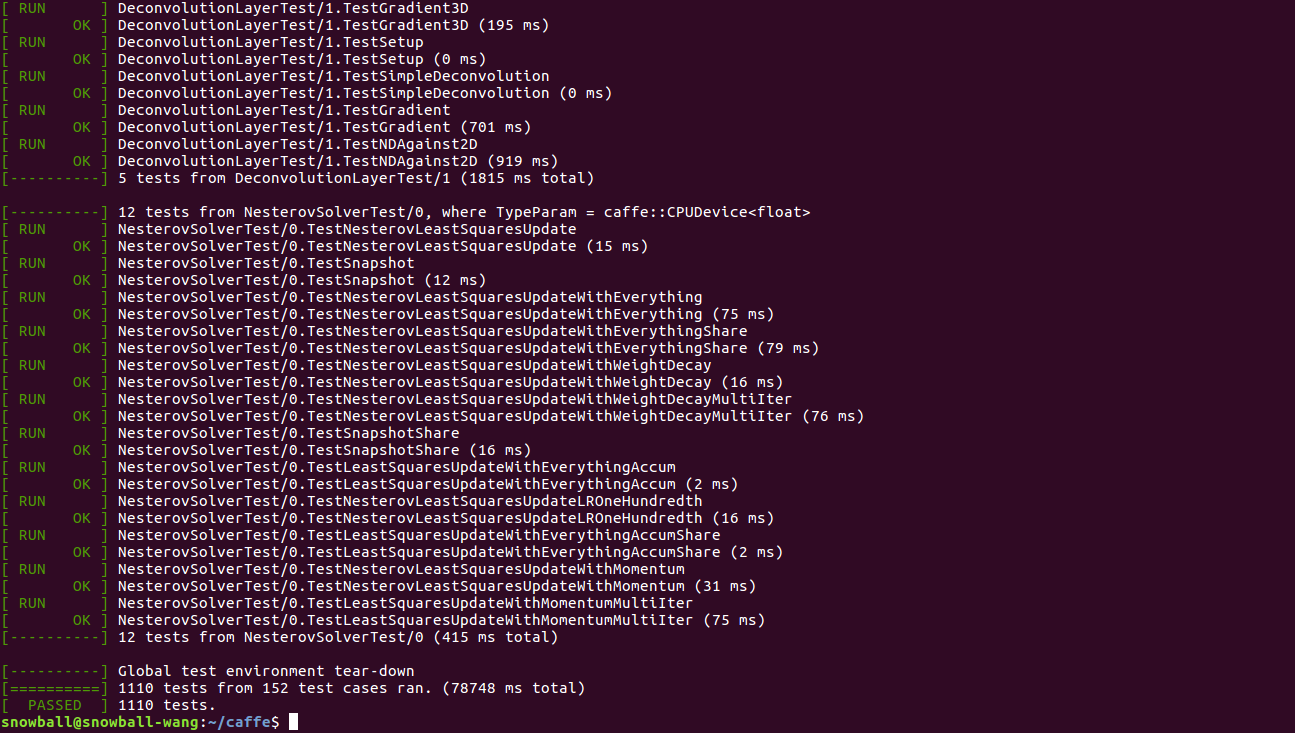 [ RUN      ] DeconvolutionLayerTest/1.TestGradient3D
[       OK ] DeconvolutionLayerTest/1.TestGradient3D (195 ms)
[ RUN      ] DeconvolutionLayerTest/1.TestSetup
[       OK ] DeconvolutionLayerTest/1.TestSetup (0 ms)
[ RUN      ] DeconvolutionLayerTest/1.TestSimpleDeconvolution
[       OK ] DeconvolutionLayerTest/1.TestSimpleDeconvolution (0 ms)
[ RUN      ] DeconvolutionLayerTest/1.TestGradient
[       OK ] DeconvolutionLayerTest/1.TestGradient (701 ms)
[ RUN      ] DeconvolutionLayerTest/1.TestNDAgainst2D
[       OK ] DeconvolutionLayerTest/1.TestNDAgainst2D (919 ms)
[----------] 5 tests from DeconvolutionLayerTest/1 (1815 ms total)
[----------] 12 tests from NesterovSolverTest/0, where TypeParam = caffe::CPUDevice<float>
[ RUN      ] NesterovSolverTest/0.TestNesterovLeastSquaresUpdate
[       OK ] NesterovSolverTest/0.TestNesterovLeastSquaresUpdate (15 ms)
[ RUN      ] NesterovSolverTest/0.TestSnapshot
[       OK ] NesterovSolverTest/0.TestSnapshot (12 ms)
[ RUN      ] NesterovSolverTest/0.TestNesterovLeastSquaresUpdateWithEverything
[       OK ] NesterovSolverTest/0.TestNesterovLeastSquaresUpdateWithEverything (75 ms)
[ RUN      ] NesterovSolverTest/0.TestNesterovLeastSquaresUpdateWithEverythingShare
[       OK ] NesterovSolverTest/0.TestNesterovLeastSquaresUpdateWithEverythingShare (79 ms)
[ RUN      ] NesterovSolverTest/0.TestNesterovLeastSquaresUpdateWithWeightDecay
[       OK ] NesterovSolverTest/0.TestNesterovLeastSquaresUpdateWithWeightDecay (16 ms)
[ RUN      ] NesterovSolverTest/0.TestNesterovLeastSquaresUpdateWithWeightDecayMultiIter
[       OK ] NesterovSolverTest/0.TestNesterovLeastSquaresUpdateWithWeightDecayMultiIter (76 ms)
[ RUN      ] NesterovSolverTest/0.TestSnapshotShare
[       OK ] NesterovSolverTest/0.TestSnapshotShare (16 ms)
[ RUN      ] NesterovSolverTest/0.TestLeastSquaresUpdateWithEverythingAccum
[       OK ] NesterovSolverTest/0.TestLeastSquaresUpdateWithEverythingAccum (2 ms)
[ RUN      ] NesterovSolverTest/0.TestNesterovLeastSquaresUpdateLROneHundredth
[       OK ] NesterovSolverTest/0.TestNesterovLeastSquaresUpdateLROneHundredth (16 ms)
[ RUN      ] NesterovSolverTest/0.TestLeastSquaresUpdateWithEverythingAccumShare
[       OK ] NesterovSolverTest/0.TestLeastSquaresUpdateWithEverythingAccumShare (2 ms)
[ RUN      ] NesterovSolverTest/0.TestNesterovLeastSquaresUpdateWithMomentum
[       OK ] NesterovSolverTest/0.TestNesterovLeastSquaresUpdateWithMomentum (31 ms)
[ RUN      ] NesterovSolverTest/0.TestLeastSquaresUpdateWithMomentumMultiIter
[       OK ] NesterovSolverTest/0.TestLeastSquaresUpdateWithMomentumMultiIter (75 ms)
[----------] 12 tests from NesterovSolverTest/0 (415 ms total)
[----------] Global test environment tear-down
[==========] 1110 tests from 152 test cases ran. (78748 ms total)
[  PASSED  ] 1110 tests.
snowball@snowball-wang:~/caffe$